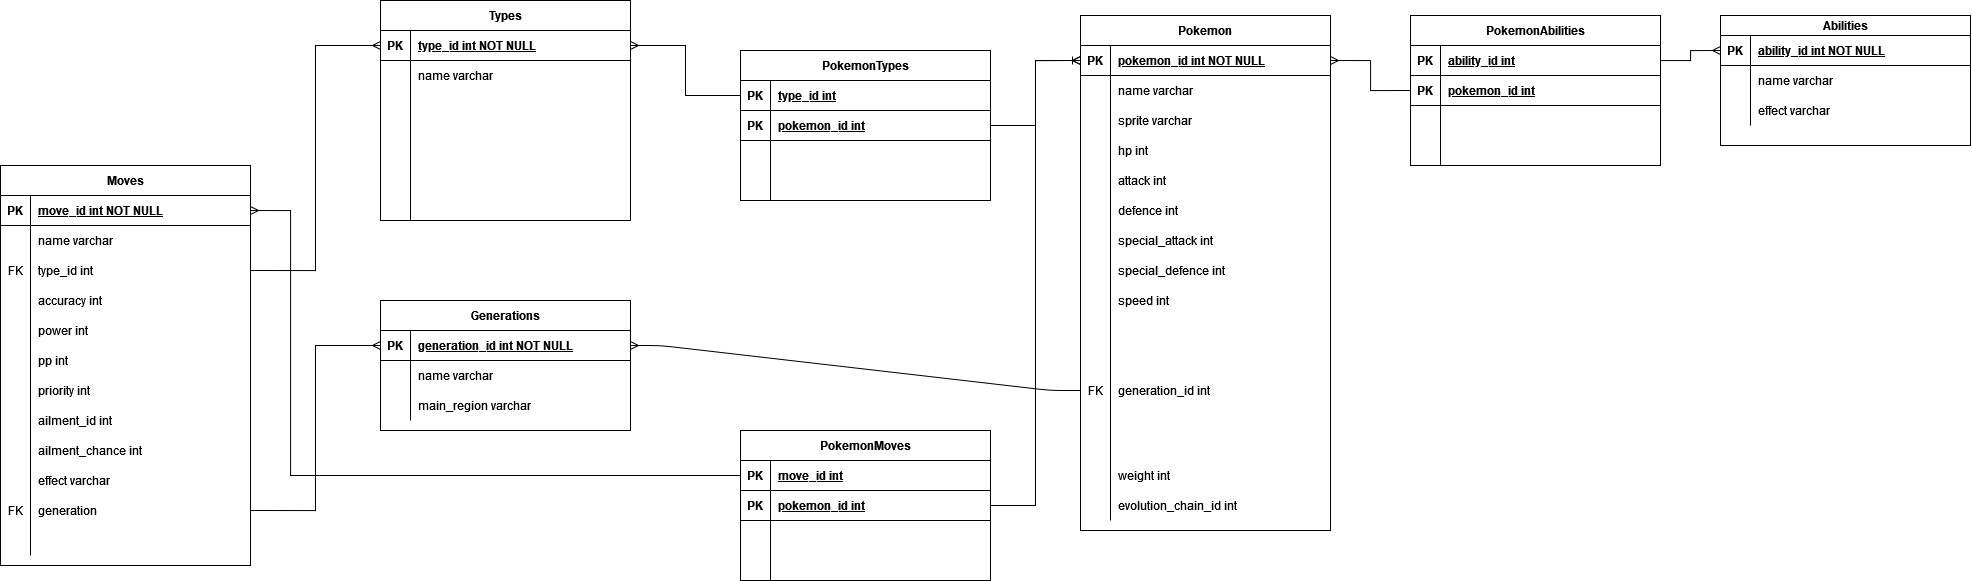 Types
PK type_id int NOT NULL
name varchar
PokemonTypes
PK type_id int
PK pokemon_id int
Pokemon
PK pokemon_id int NOT NULL
name varchar
sprite varchar
hp int
attack int
defence int
special_attack int
special_defence int
speed int
FK generation_id int
weight int
evolution_chain_id int
PokemonAbilities
PK ability_id int
PK pokemon_id int
Abilities
PK ability_id int NOT NULL
name varchar
effect varchar
Moves
PK move_id int NOT NULL
name varchar
FK type_id int
accuracy int
power int
pp int
priority int
ailment_id int
ailment_chance int
effect varchar
FK generation
Generations
PK generation_id int NOT NULL
name varchar
main_region varchar
PokemonMoves
PK move_id int
PK pokemon_id int